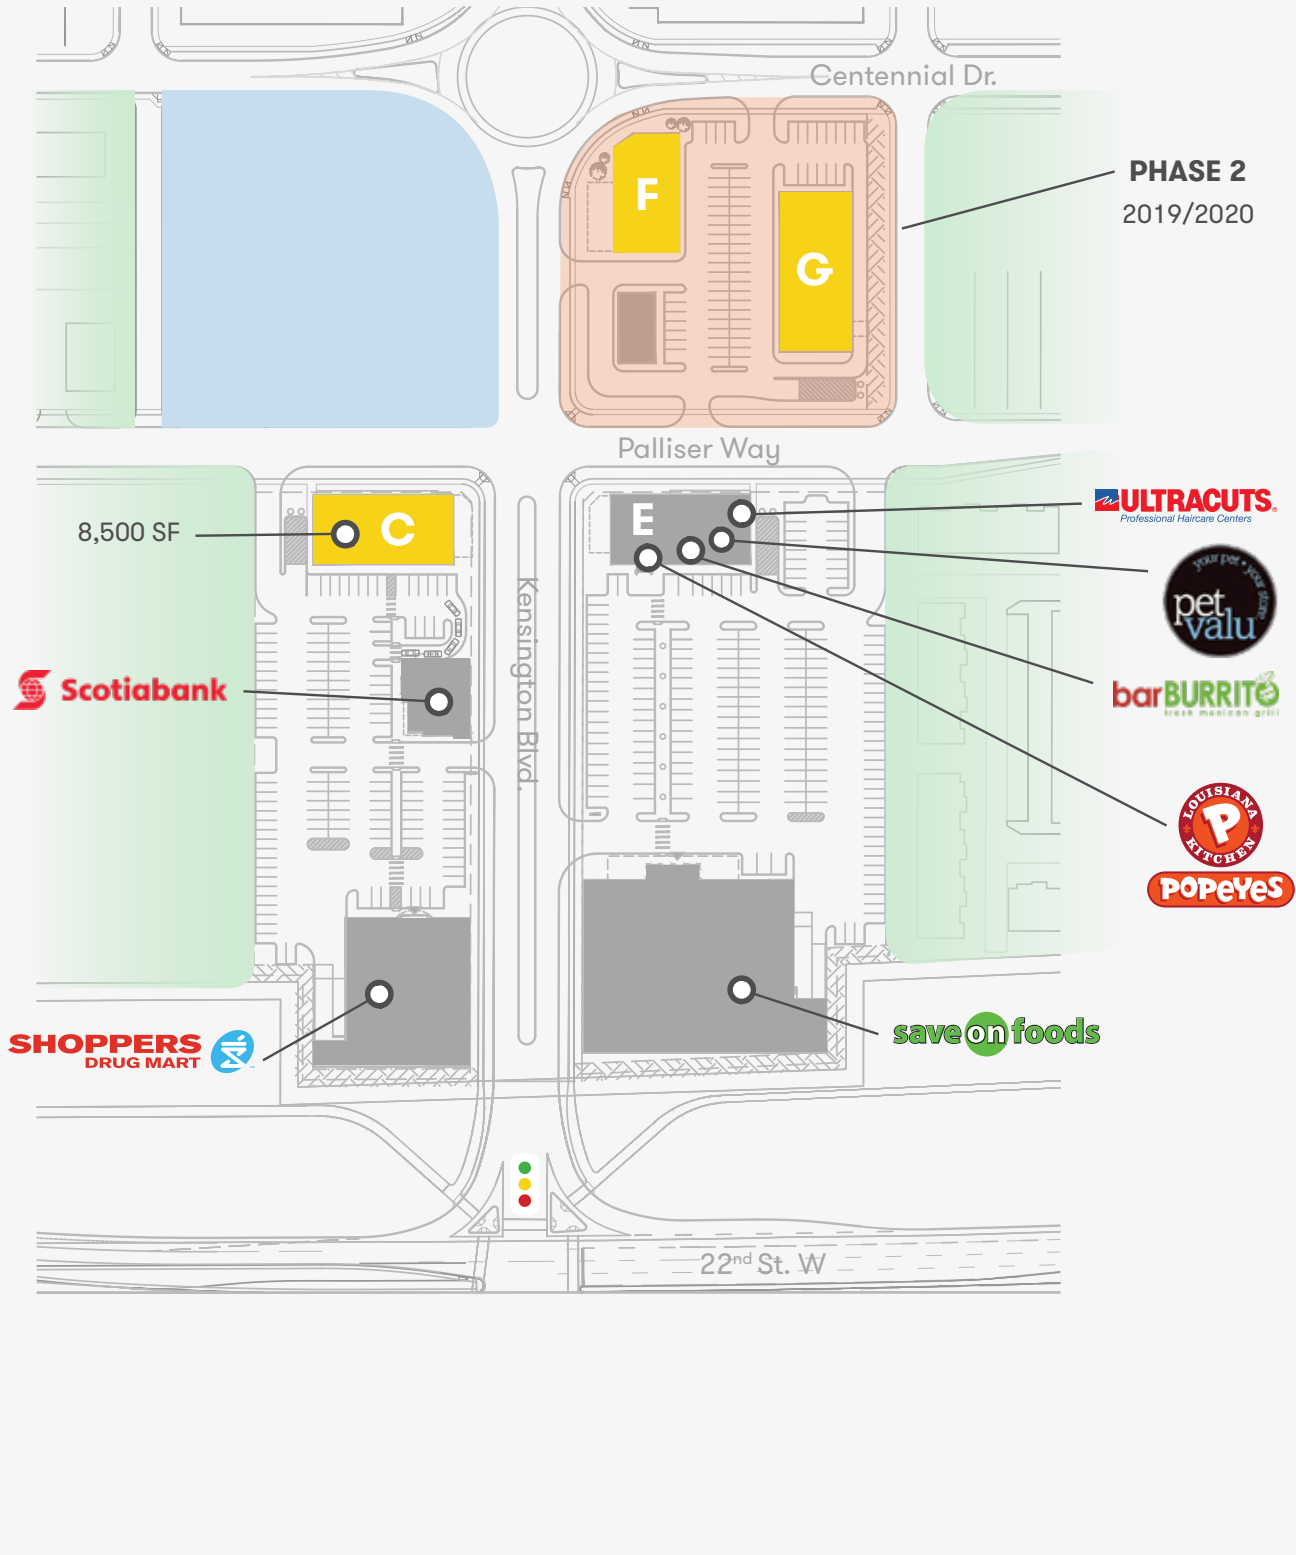 Centennial Dr.
PHASE 2
2019/2020
F
G
Palliser Way
8,500 SF
C
E
ULTRACUTS®
Professional Haircare Centers
your pet • your store
pet
valu
Kensington Blvd.
Scotiabank
barBURRITO
fresh mexican grill
LOUISIANA
KITCHEN
P
POPEYES
SHOPPERS
DRUG MART
save on foods
22nd St. W